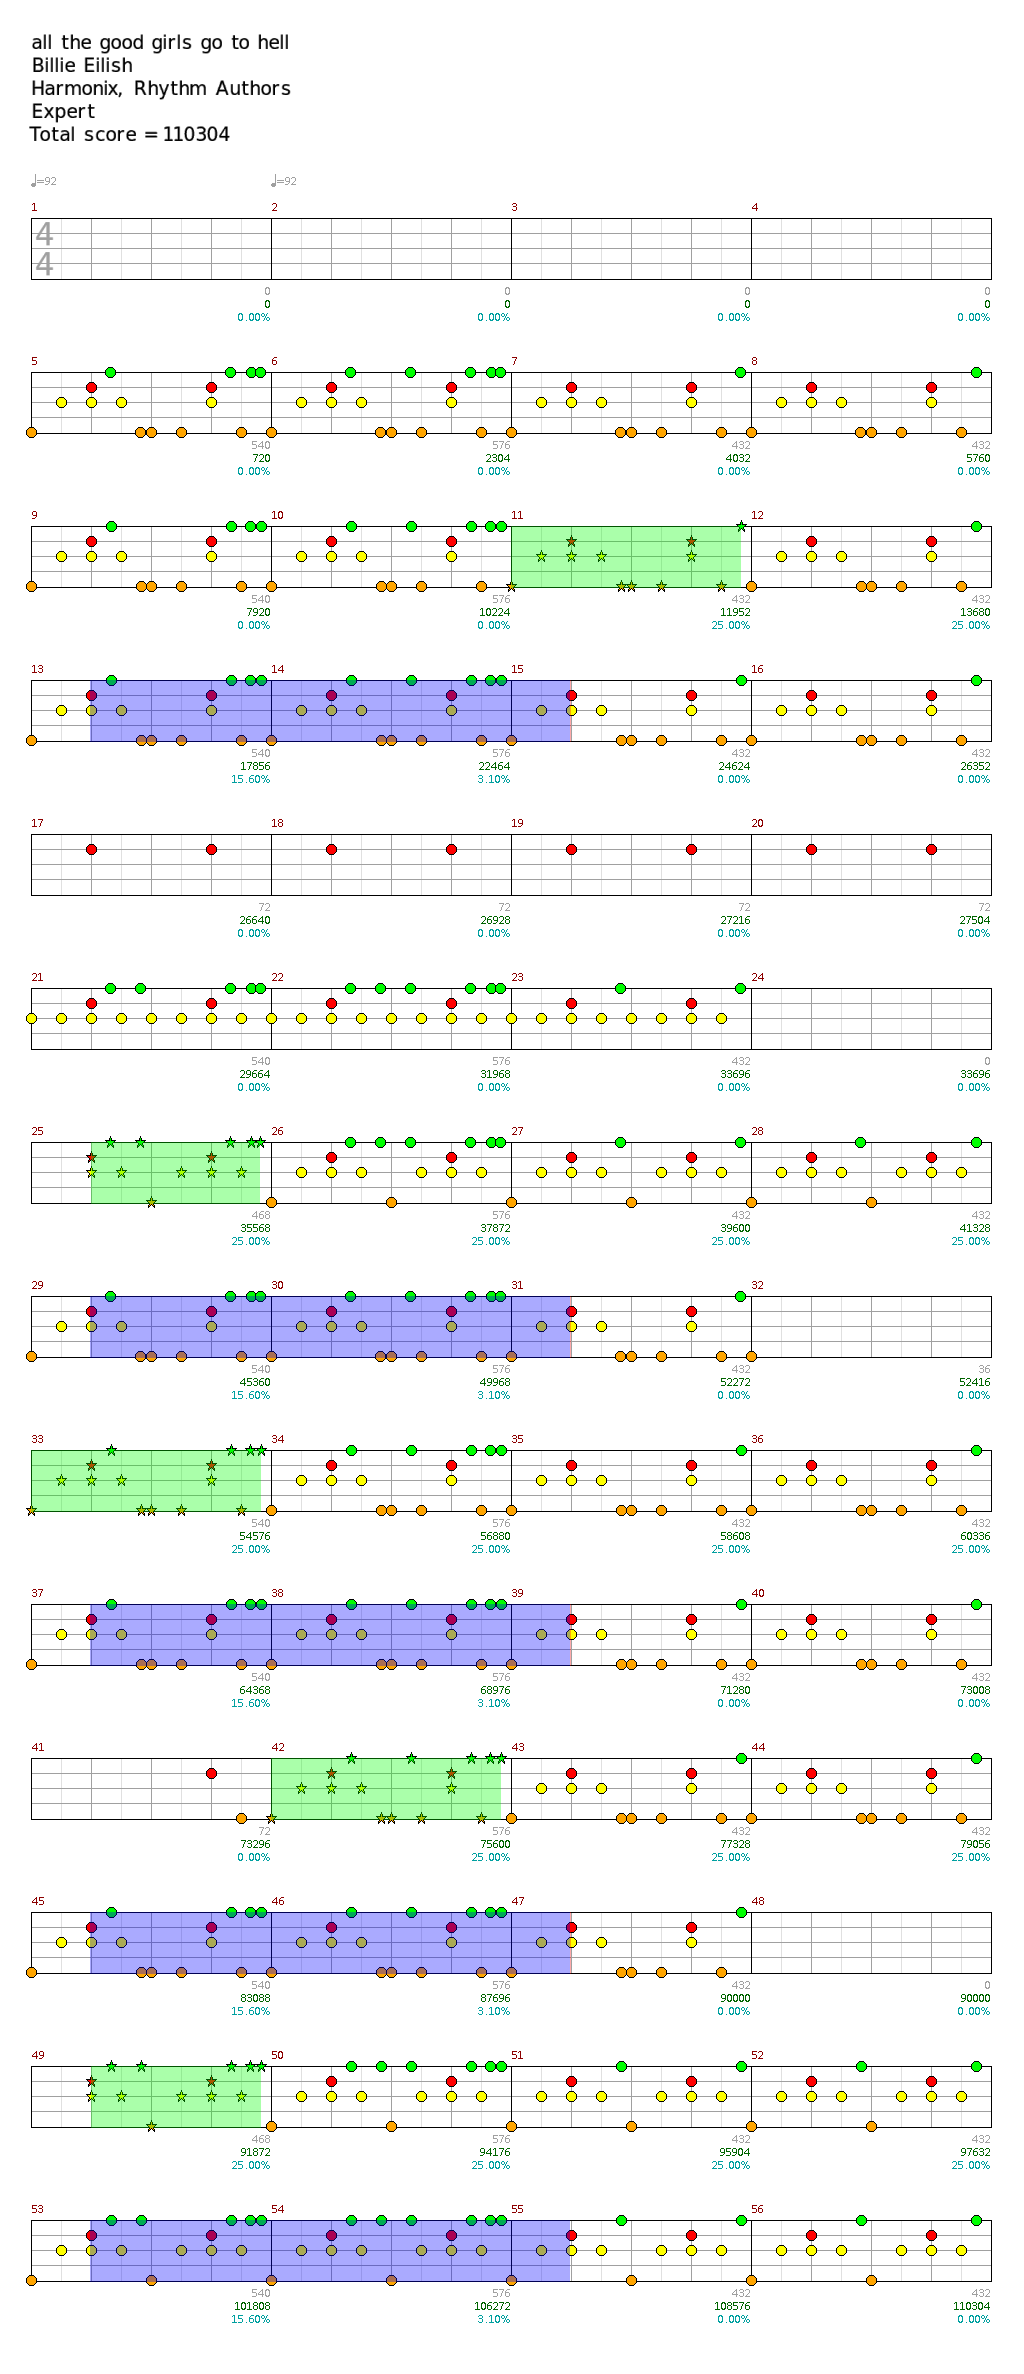 all the good girls go to hell
Billie Eilish
Harmonix, Rhythm Authors
Expert
Total score = 110304
♩=92 ♩=92
1 2 3 4
4
4
0 0 0 0
0 0 0 0
0.00% 0.00% 0.00% 0.00%
5 6 7 8
540 576 432 432
720 2304 4032 5760
0.00% 0.00% 0.00% 0.00%
9 10 11 12
540 576 432 432
7920 10224 11952 13680
0.00% 0.00% 25.00% 25.00%
13 14 15 16
540 576 432 432
17856 22464 24624 26352
15.60% 3.10% 0.00% 0.00%
17 18 19 20
72 72 72 72
26640 26928 27216 27504
0.00% 0.00% 0.00% 0.00%
21 22 23 24
540 576 432 0
29664 31968 33696 33696
0.00% 0.00% 0.00% 0.00%
25 26 27 28
468 576 432 432
35568 37872 39600 41328
25.00% 25.00% 25.00% 25.00%
29 30 31 32
540 576 432 36
45360 49968 52272 52416
15.60% 3.10% 0.00% 0.00%
33 34 35 36
540 576 432 432
54576 56880 58608 60336
25.00% 25.00% 25.00% 25.00%
37 38 39 40
540 576 432 432
64368 68976 71280 73008
15.60% 3.10% 0.00% 0.00%
41 42 43 44
72 576 432 432
73296 75600 77328 79056
0.00% 25.00% 25.00% 25.00%
45 46 47 48
540 576 432 0
83088 87696 90000 90000
15.60% 3.10% 0.00% 0.00%
49 50 51 52
468 576 432 432
91872 94176 95904 97632
25.00% 25.00% 25.00% 25.00%
53 54 55 56
540 576 432 432
101808 106272 108576 110304
15.60% 3.10% 0.00% 0.00%